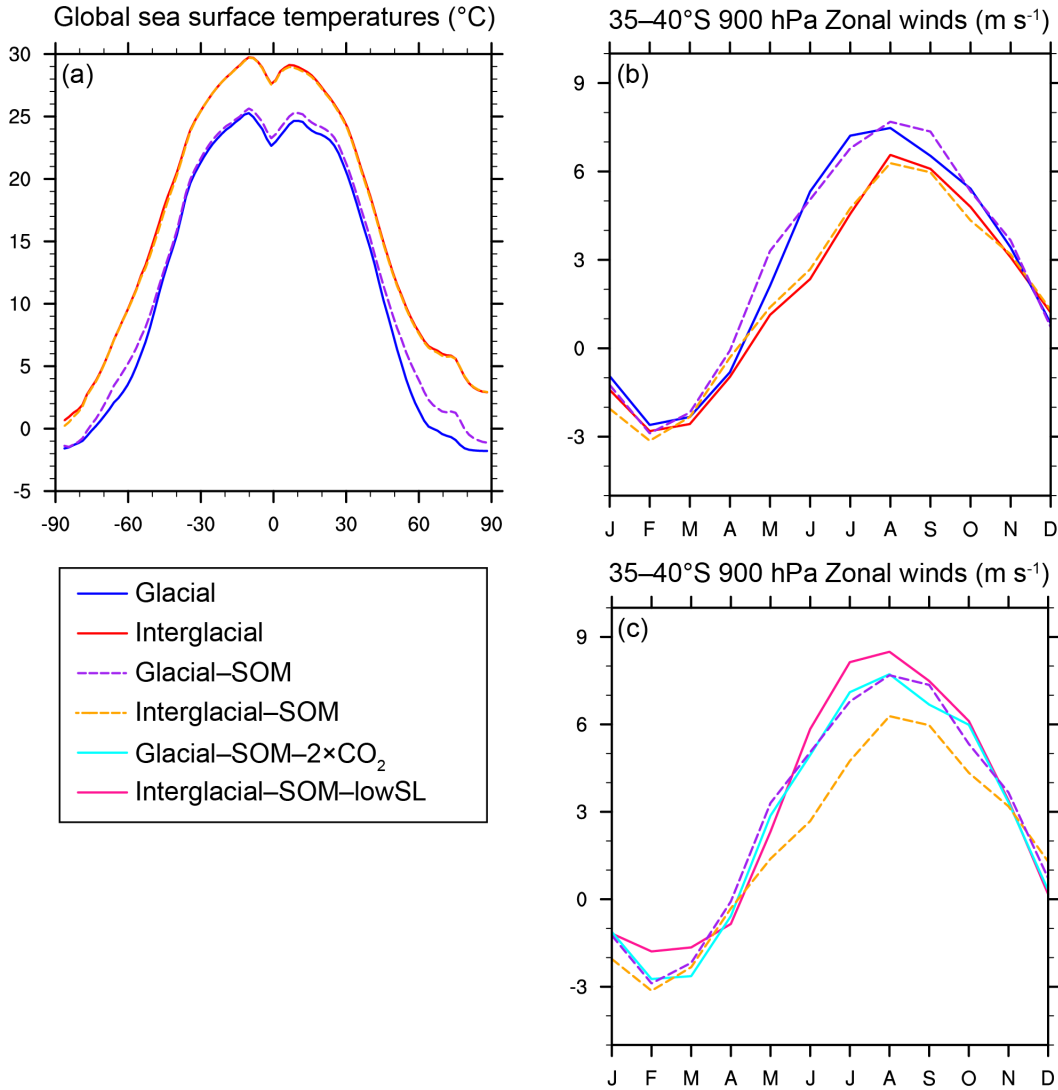 Global sea surface temperatures (°C)
(a)
30
25
20
15
10
5
0
-5
-90 -60 -30 0 30 60 90
35–40°S 900 hPa Zonal winds (m s⁻¹)
(b)
9
6
3
0
-3
J F M A M J J A S O N D
Glacial
Interglacial
Glacial–SOM
Interglacial–SOM
Glacial–SOM–2×CO₂
Interglacial–SOM–lowSL
35–40°S 900 hPa Zonal winds (m s⁻¹)
(c)
9
6
3
0
-3
J F M A M J J A S O N D